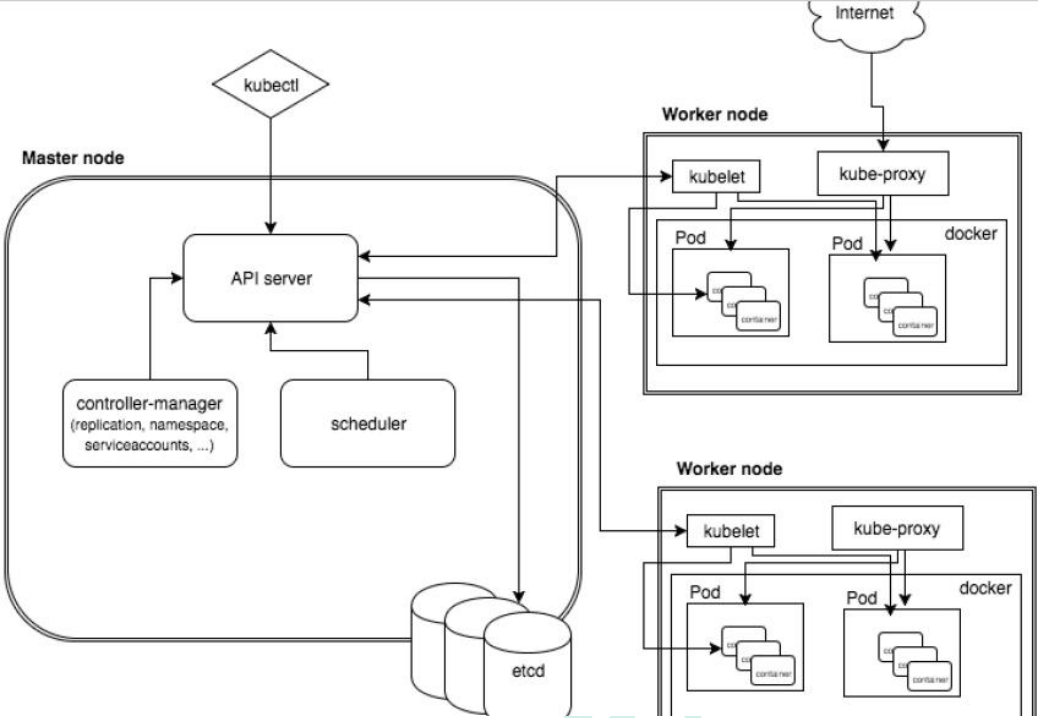 Internet
kubectl
Worker node
Master node
kubelet
kube-proxy
Pod
Pod
docker
API server
container
container
controller-manager
(replication, namespace,
serviceaccounts, ...)
scheduler
Worker node
kubelet
kube-proxy
Pod
Pod
docker
container
container
etcd